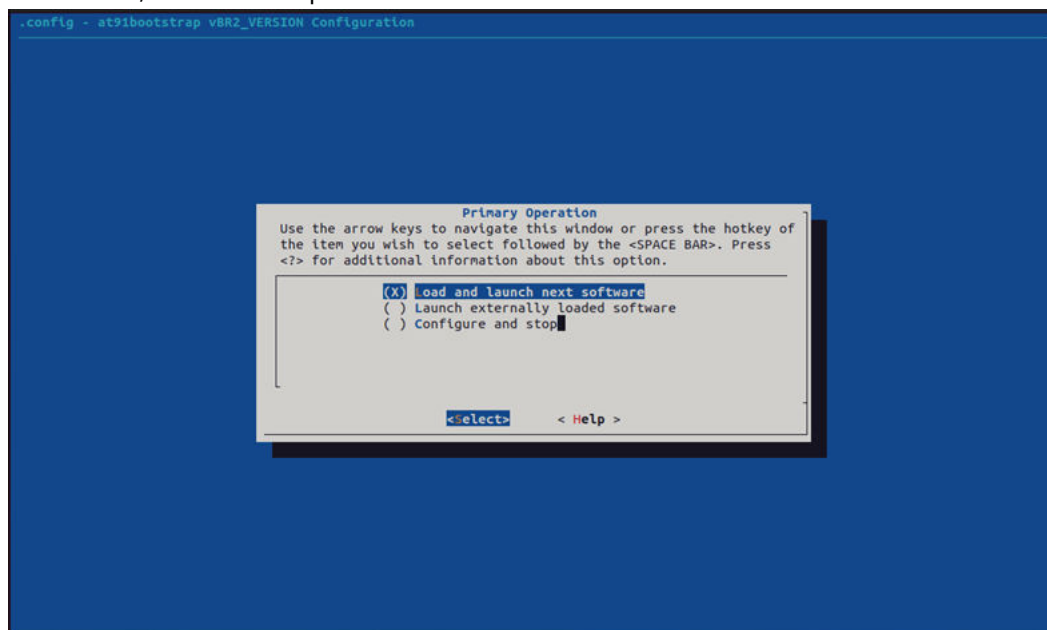 .config - at91bootstrap vBR2_VERSION Configuration
Primary Operation
Use the arrow keys to navigate this window or press the hotkey of
the item you wish to select followed by the <SPACE BAR>. Press
<?> for additional information about this option.
(X) Load and launch next software
( ) Launch externally loaded software
( ) Configure and stop
<Select> < Help >